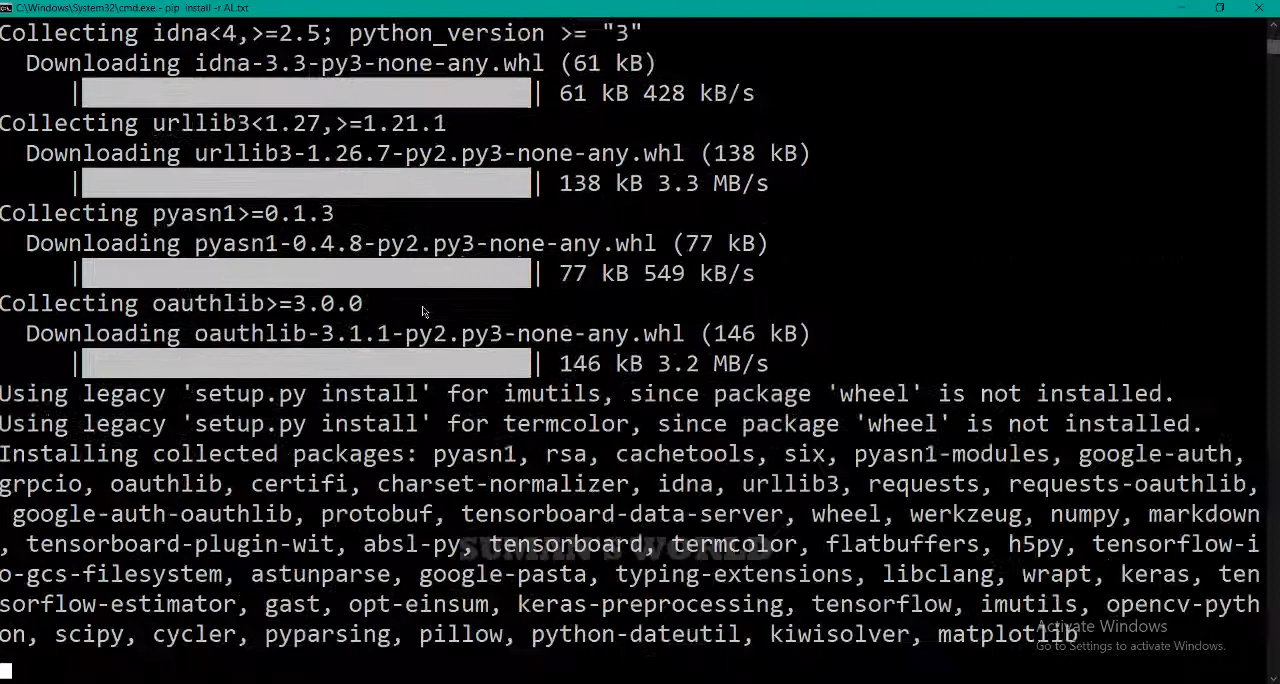 C:\Windows\System32\cmd.exe - pip install -r AL.txt
Collecting idna<4,>=2.5; python_version >= "3"
Downloading idna-3.3-py3-none-any.whl (61 kB)
| | 61 kB 428 kB/s
Collecting urllib3<1.27,>=1.21.1
Downloading urllib3-1.26.7-py2.py3-none-any.whl (138 kB)
| | 138 kB 3.3 MB/s
Collecting pyasn1>=0.1.3
Downloading pyasn1-0.4.8-py2.py3-none-any.whl (77 kB)
| | 77 kB 549 kB/s
Collecting oauthlib>=3.0.0
Downloading oauthlib-3.1.1-py2.py3-none-any.whl (146 kB)
| | 146 kB 3.2 MB/s
Using legacy 'setup.py install' for imutils, since package 'wheel' is not installed.
Using legacy 'setup.py install' for termcolor, since package 'wheel' is not installed.
Installing collected packages: pyasn1, rsa, cachetools, six, pyasn1-modules, google-auth,
grpcio, oauthlib, certifi, charset-normalizer, idna, urllib3, requests, requests-oauthlib,
google-auth-oauthlib, protobuf, tensorboard-data-server, wheel, werkzeug, numpy, markdown
, tensorboard-plugin-wit, absl-py, tensorboard, termcolor, flatbuffers, h5py, tensorflow-i
SUMAN'S WORLD
o-gcs-filesystem, astunparse, google-pasta, typing-extensions, libclang, wrapt, keras, ten
sorflow-estimator, gast, opt-einsum, keras-preprocessing, tensorflow, imutils, opencv-pyth
on, scipy, cycler, pyparsing, pillow, python-dateutil, kiwisolver, matplotlib
Activate Windows
Go to Settings to activate Windows.